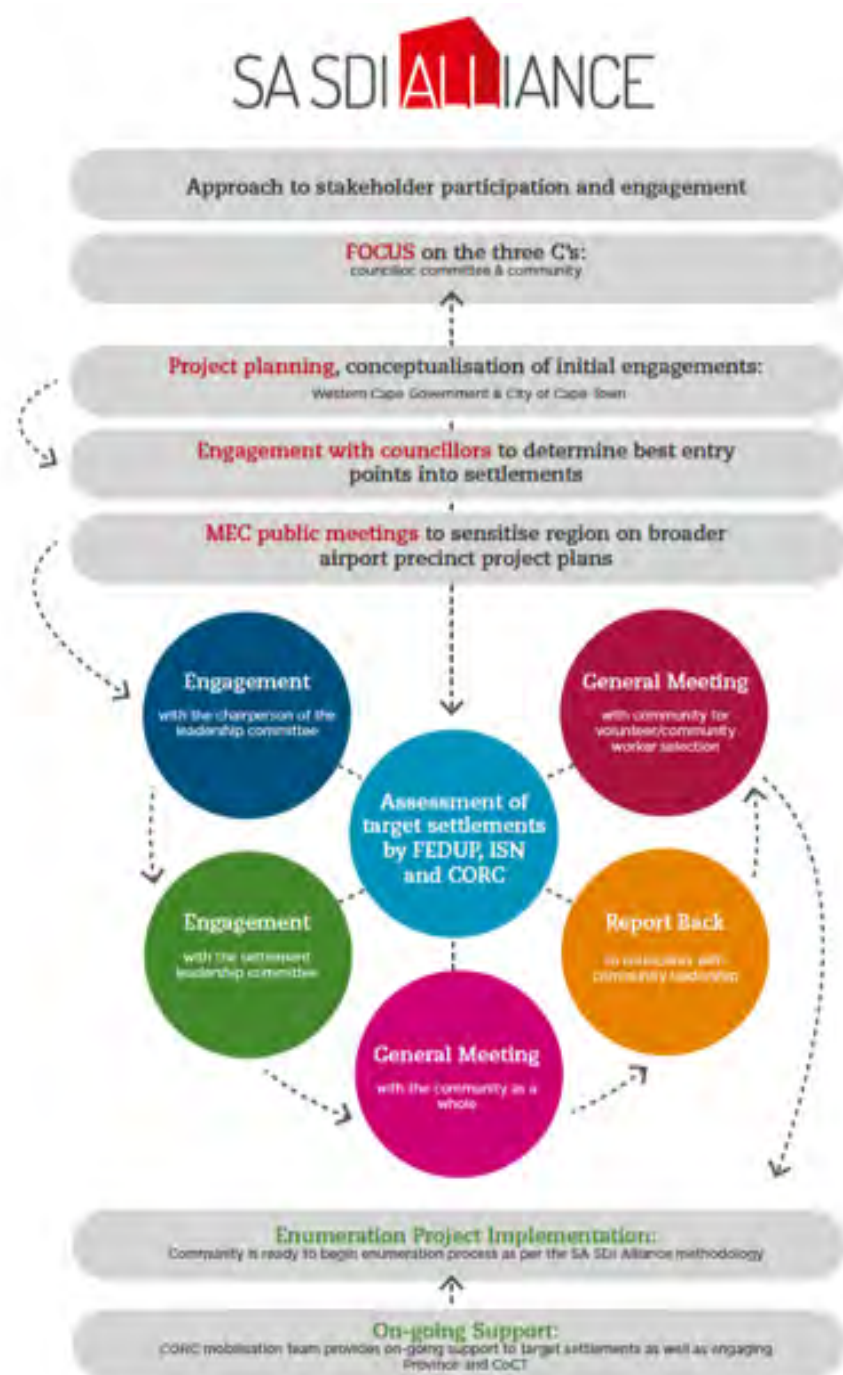 SA SDI ALLIANCE
Approach to stakeholder participation and engagement
FOCUS on the three C's:
councillor, committee & community
Project planning, conceptualisation of initial engagements:
Western Cape Government & City of Cape Town
Engagement with councillors to determine best entry
points into settlements
MEC public meetings to sensitise region on broader
airport precinct project plans
Engagement
with the chairperson of the
leadership committee
General Meeting
with community for
volunteer/community
worker selection
Assessment of
target settlements
by FEDUP, ISN
and CORC
Engagement
with the settlement
leadership committee
Report Back
to councillors with
community leadership
General Meeting
with the community as a
whole
Enumeration Project Implementation:
Community is ready to begin enumeration process as per the SA SDI Alliance methodology
On-going Support:
CORC mobilisation team provides on-going support to target settlements as well as engaging
Province and CoCT